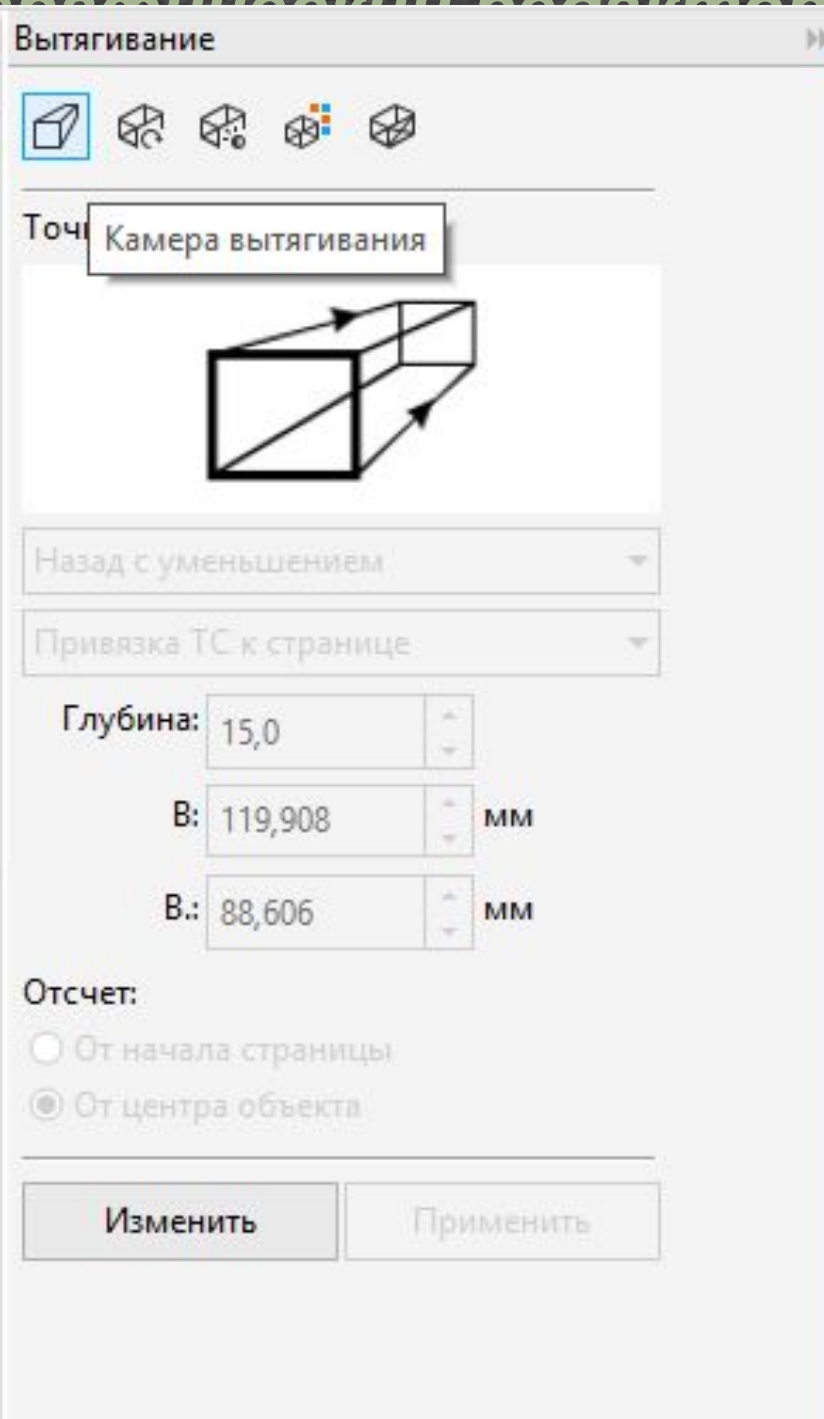 Вытягивание
Камера вытягивания
Назад с уменьшением
Привязка ТС к странице
Глубина: 15,0
В: 119,908 мм
В.: 88,606 мм
Отсчет:
От начала страницы
От центра объекта
Изменить Применить